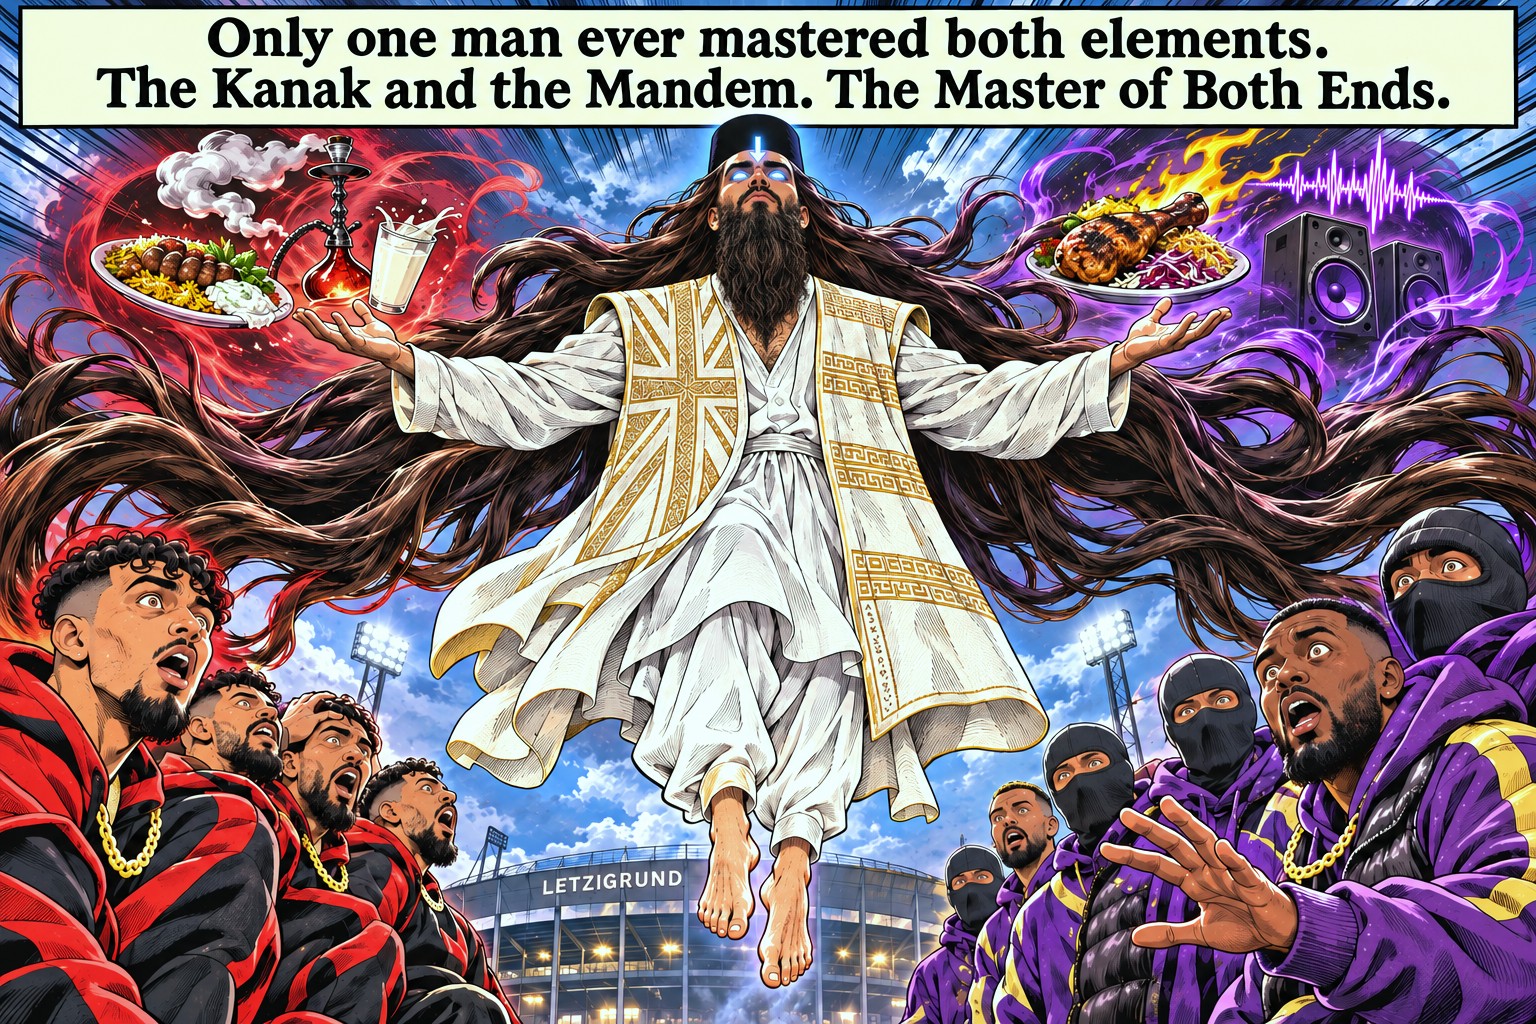 Only one man ever mastered both elements.
The Kanak and the Mandem. The Master of Both Ends.
LETZIGRUND